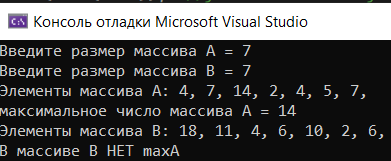 Консоль отладки Microsoft Visual Studio
Введите размер массива A = 7
Введите размер массива B = 7
Элементы массива A: 4, 7, 14, 2, 4, 5, 7,
максимальное число массива A = 14
Элементы массива B: 18, 11, 4, 6, 10, 2, 6,
В массиве B НЕТ maxA